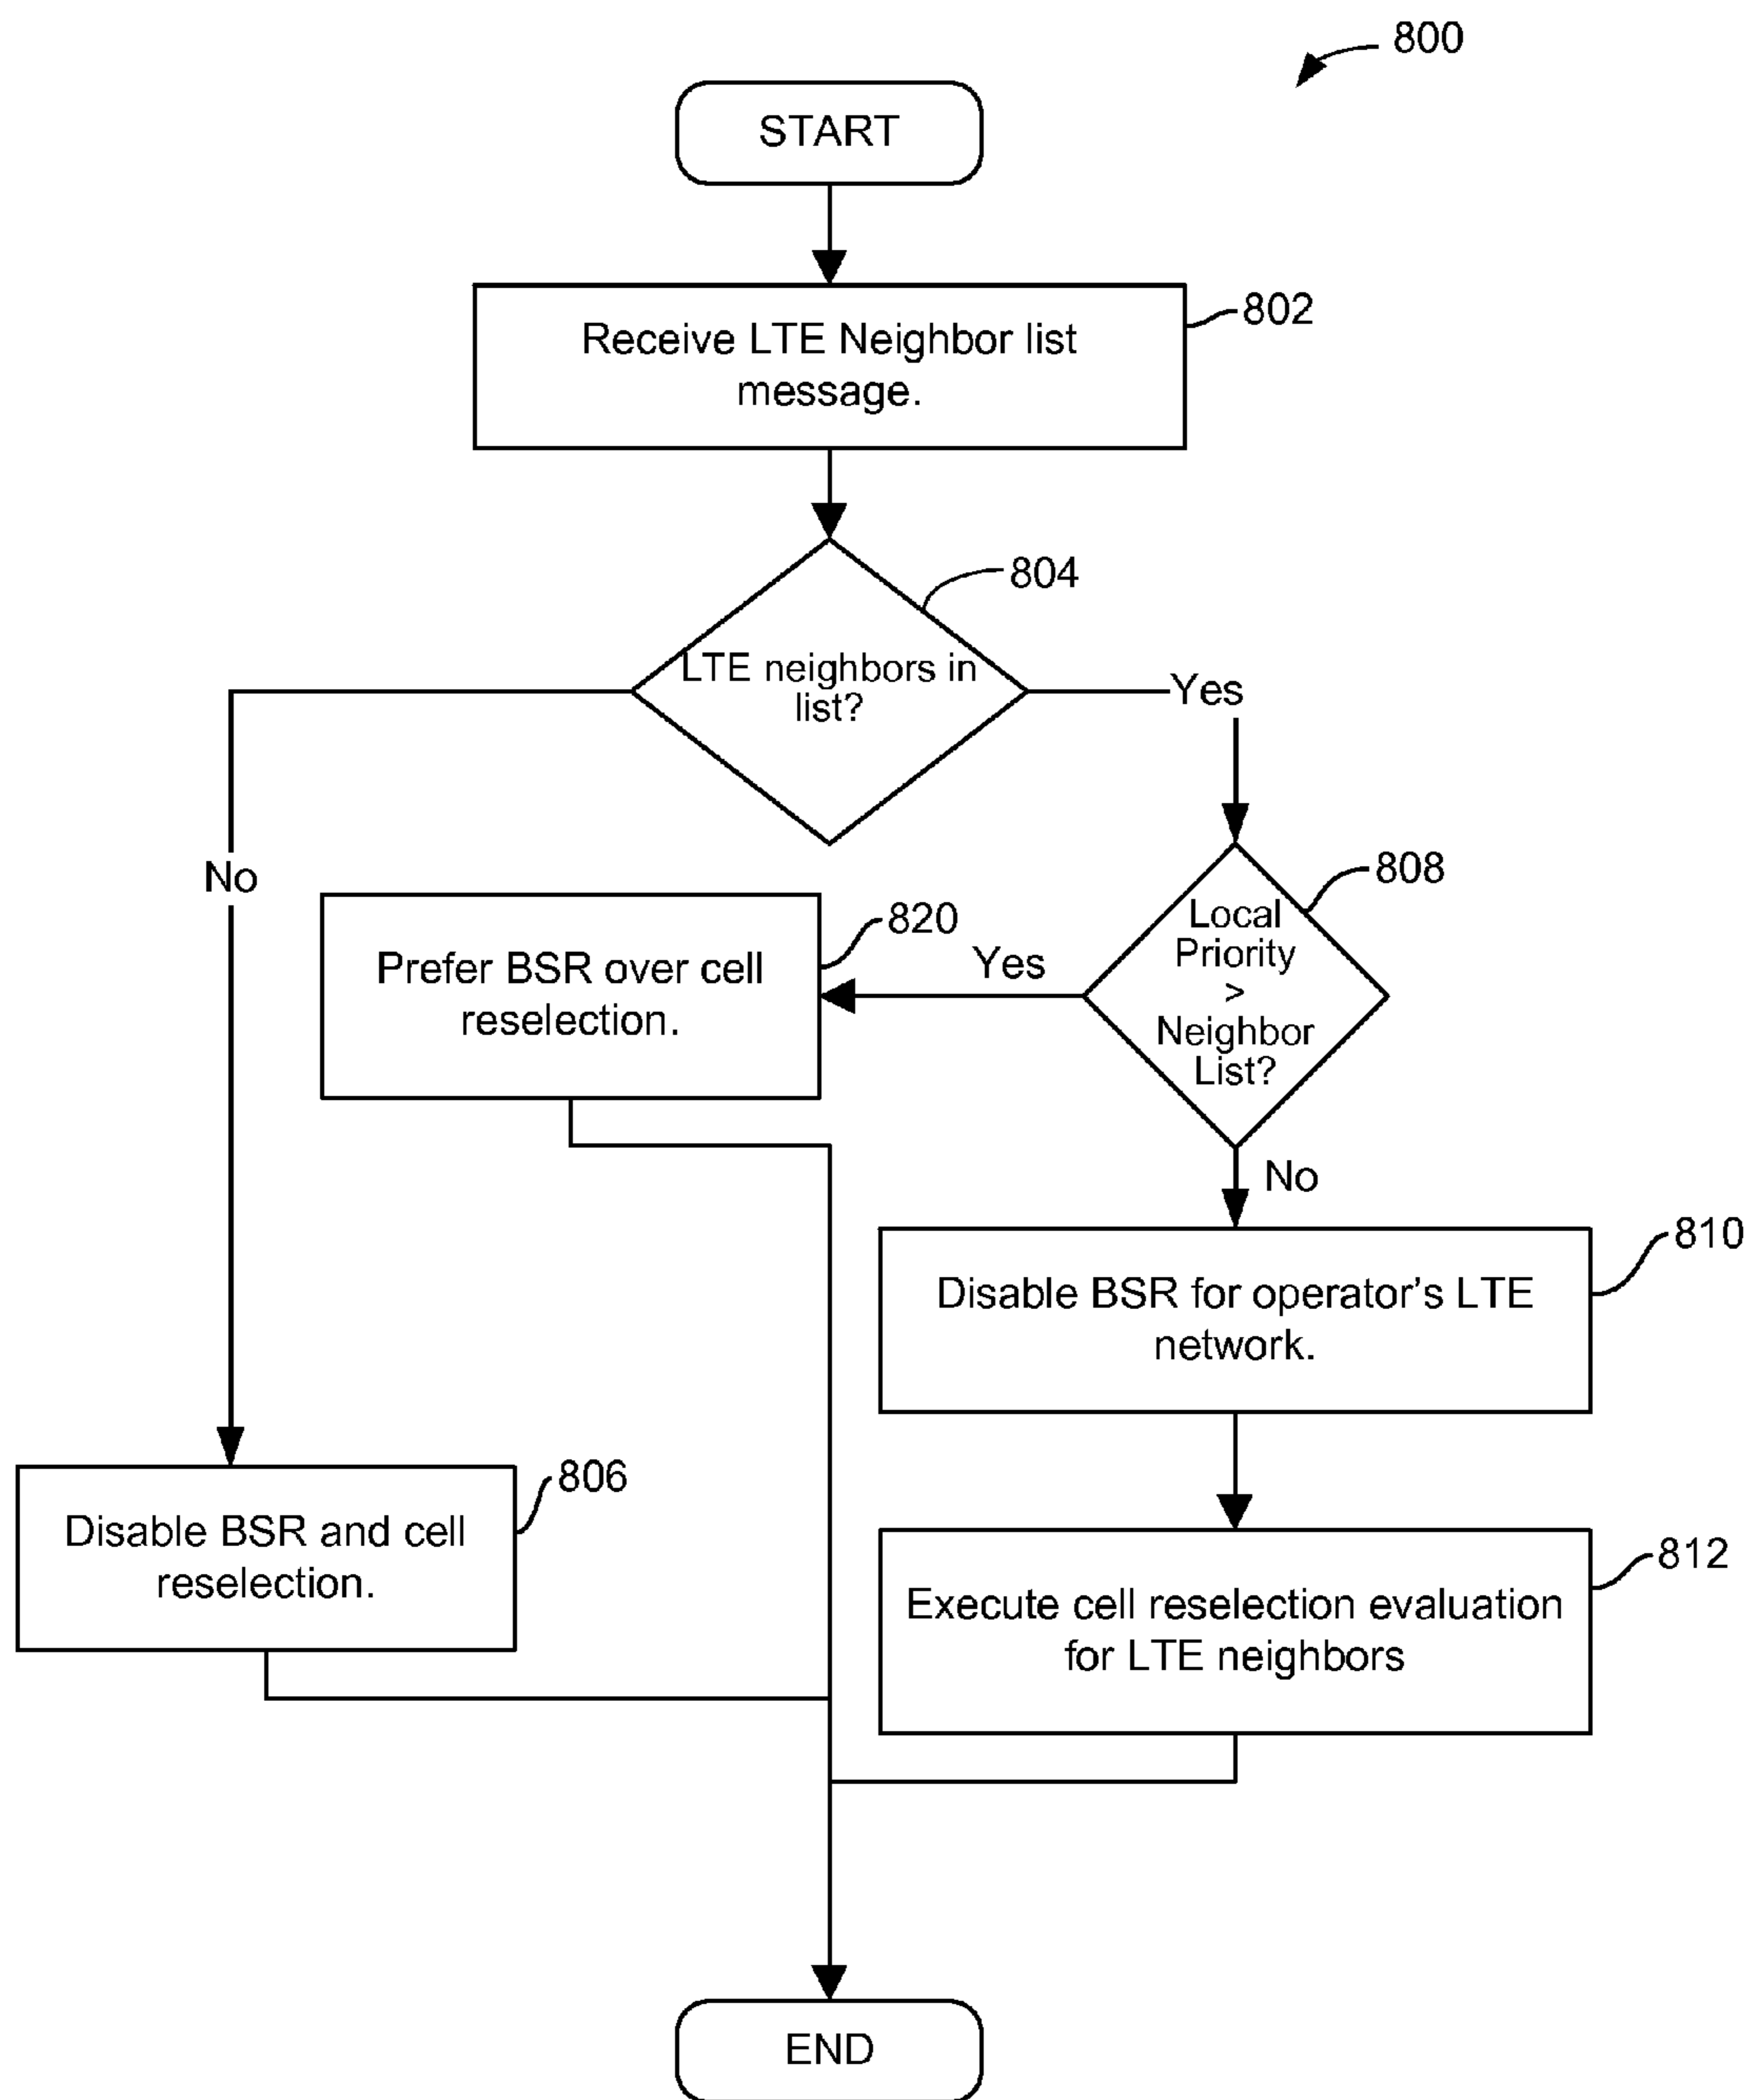 800
START
802
Receive LTE Neighbor list
message.
804
LTE neighbors in
list?
Yes
No
808
Local
Priority
>
Neighbor
List?
820
Prefer BSR over cell
reselection.
Yes
No
810
Disable BSR for operator's LTE
network.
806
Disable BSR and cell
reselection.
812
Execute cell reselection evaluation
for LTE neighbors
END